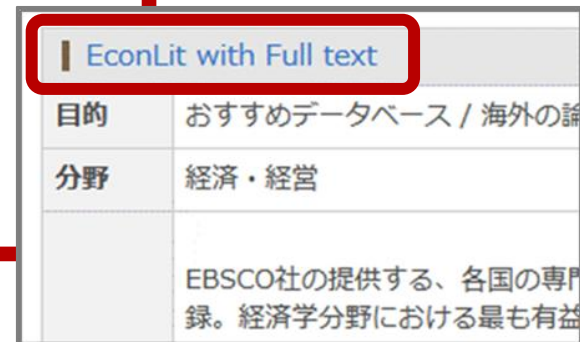 EconLit with Full text
目的 おすすめデータベース / 海外の論
分野 経済・経営
EBSCO社の提供する、各国の専門
録。経済学分野における最も有益